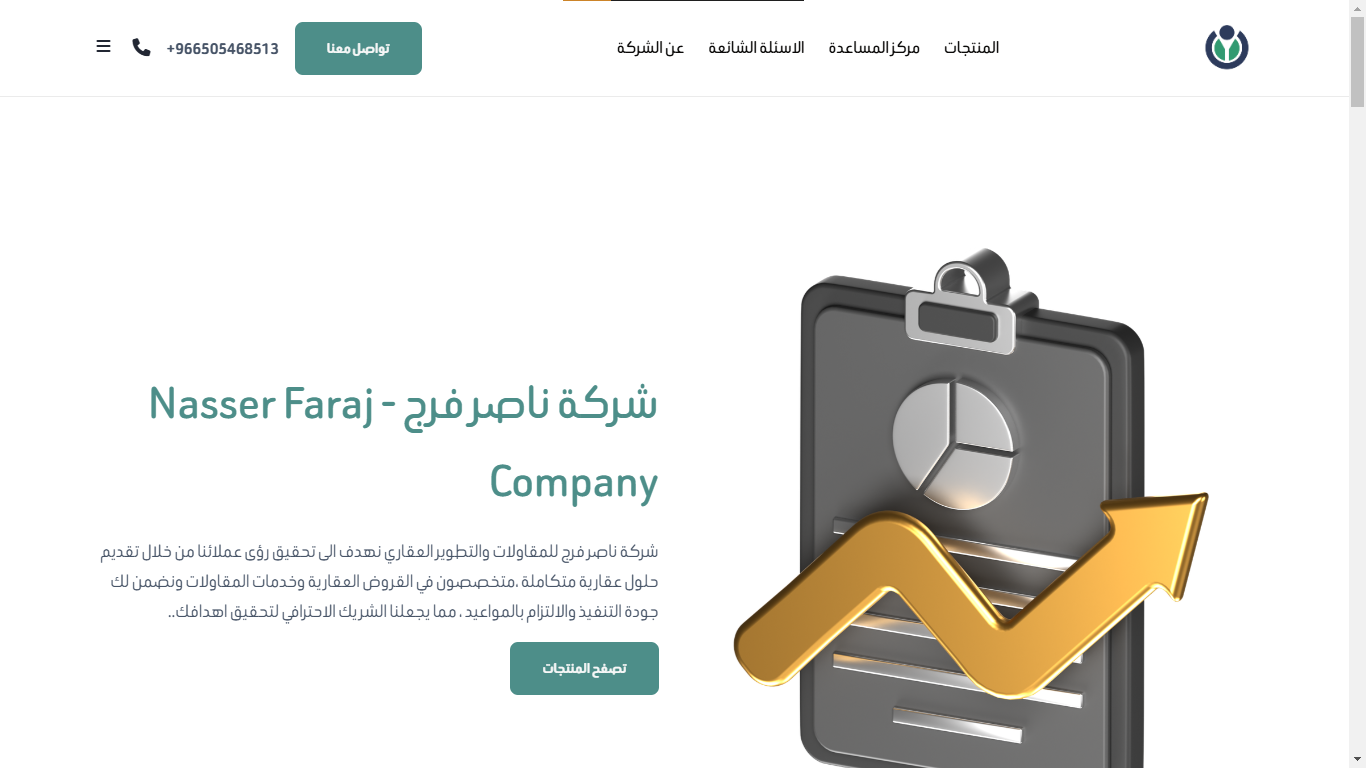 المنتجات
مركز المساعدة
الاسئلة الشائعة
عن الشركة
تواصل معنا
+966505468513
شركة ناصر فرج - Nasser Faraj
Company
شركة ناصر فرج للمقاولات والتطوير العقاري نهدف الى تحقيق رؤى عملائنا من خلال تقديم
حلول عقارية متكاملة ،متخصصون في القروض العقارية وخدمات المقاولات ونضمن لك
جودة التنفيذ والالتزام بالمواعيد ، مما يجعلنا الشريك الاحترافي لتحقيق اهدافك..
تصفح المنتجات